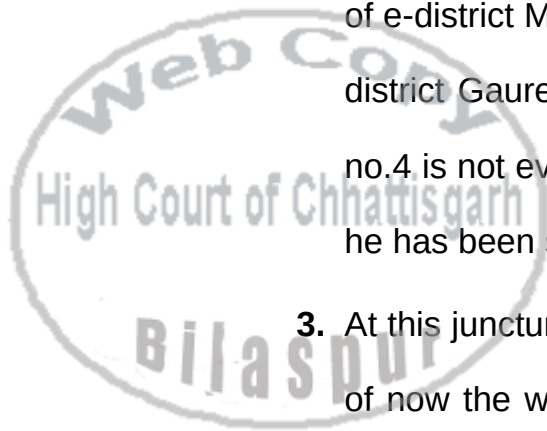 of e-district M
district Gaure
no.4 is not ev
he has been s
3. At this junctur
of now the w
Web Copy
High Court of Chhattisgarh
Bilaspur